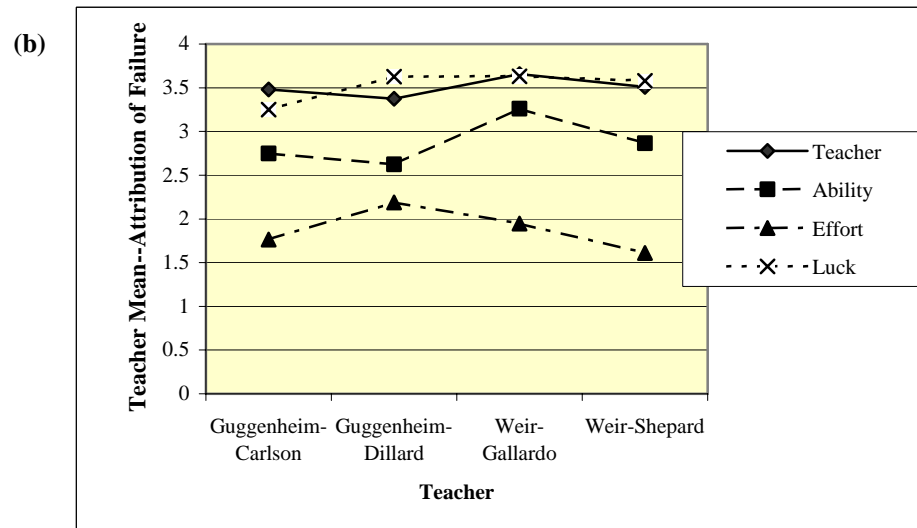 (b)
Teacher Mean--Attribution of Failure
4
3.5
3
2.5
2
1.5
1
0.5
0
Guggenheim-
Carlson
Guggenheim-
Dillard
Weir-
Gallardo
Weir-Shepard
Teacher
Teacher
Ability
Effort
Luck